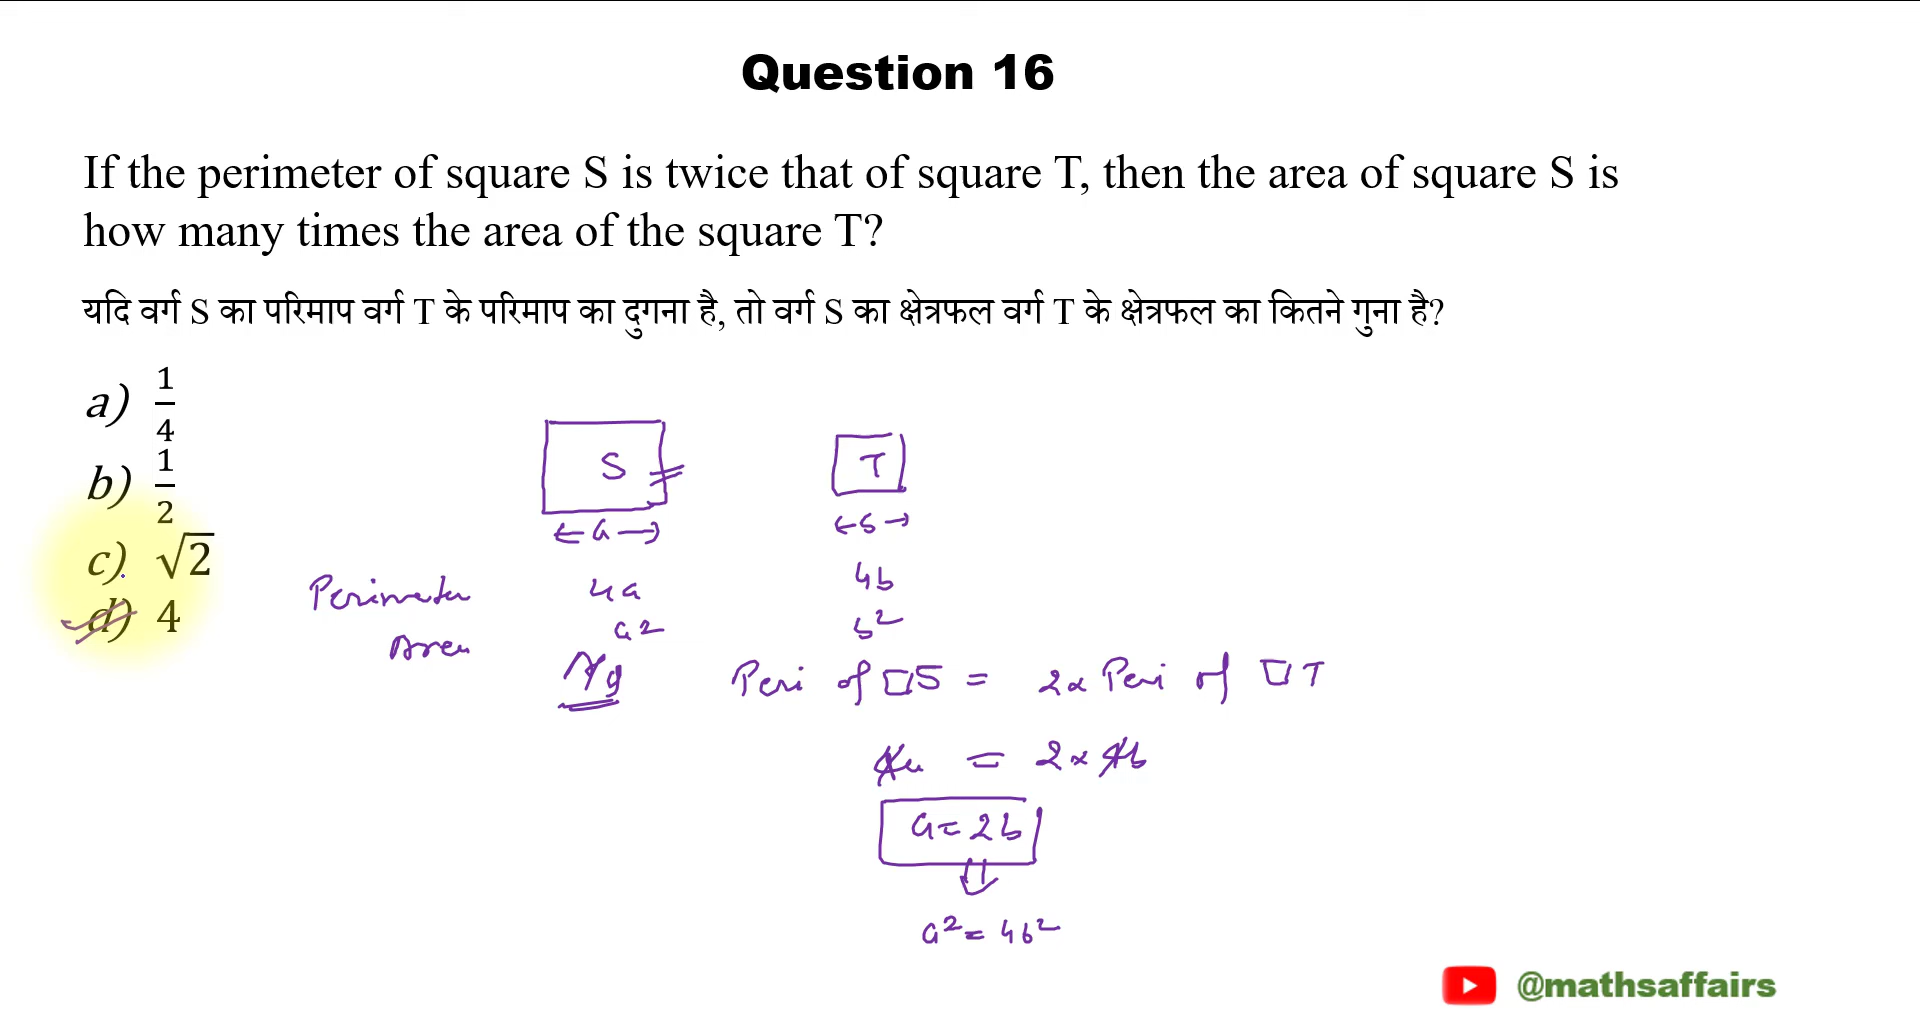 Question 16
If the perimeter of square S is twice that of square T, then the area of square S is
how many times the area of the square T?
यदि वर्ग S का परिमाप वर्ग T के परिमाप का दुगना है, तो वर्ग S का क्षेत्रफल वर्ग T के क्षेत्रफल का कितने गुना है?
a) 1/4
b) 1/2
c) √2
d) 4
S T
a b
Perimeter 4a 4b
Area a² b²
Peri of □S = 2x Peri of □T
4a = 2x4b
a=2b
a²=4b²
@mathsaffairs